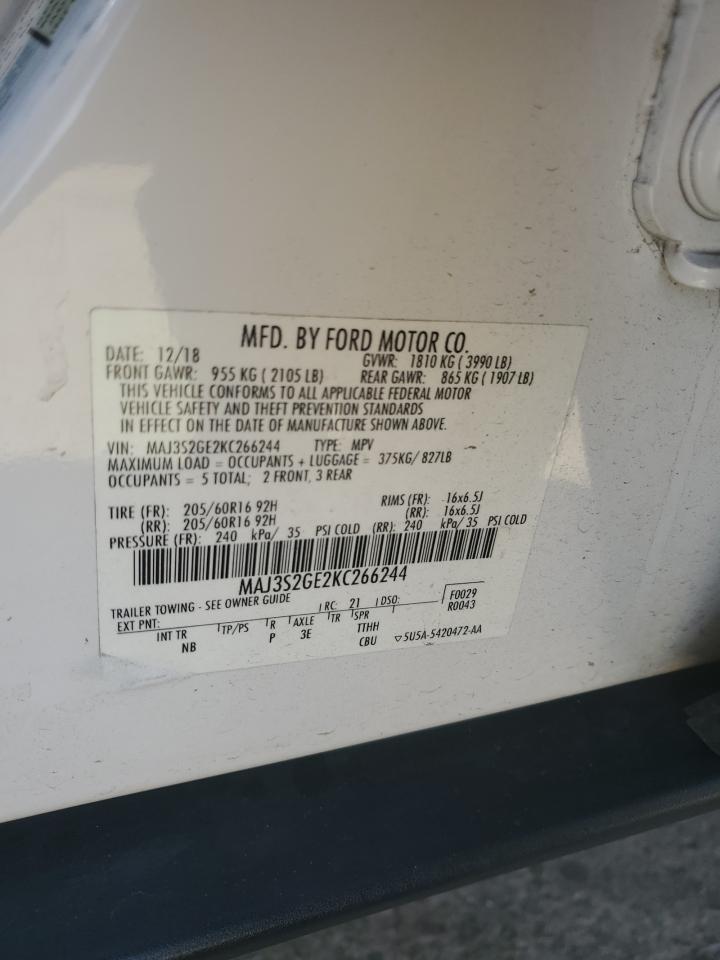 MFD. BY FORD MOTOR CO.
DATE: 12/18 GVWR: 1810 KG ( 3990 LB)
FRONT GAWR: 955 KG ( 2105 LB) REAR GAWR: 865 KG ( 1907 LB)
THIS VEHICLE CONFORMS TO ALL APPLICABLE FEDERAL MOTOR
VEHICLE SAFETY AND THEFT PREVENTION STANDARDS
IN EFFECT ON THE DATE OF MANUFACTURE SHOWN ABOVE.
VIN: MAJ3S2GE2KC266244 TYPE: MPV
MAXIMUM LOAD = OCCUPANTS + LUGGAGE = 375KG/ 827LB
OCCUPANTS = 5 TOTAL; 2 FRONT, 3 REAR
TIRE (FR): 205/60R16 92H RIMS (FR): 16x6.5J
(RR): 205/60R16 92H (RR): 16x6.5J
PRESSURE (FR): 240 kPa/ 35 PSI COLD (RR): 240 kPa/ 35 PSI COLD
MAJ3S2GE2KC266244
TRAILER TOWING - SEE OWNER GUIDE
EXT PNT: RC: 21 DSO: F0029
R0043
INT TR TP/PS R AXLE TR SPR
NB P 3E TTHH
CBU 5U5A-5420472-AA